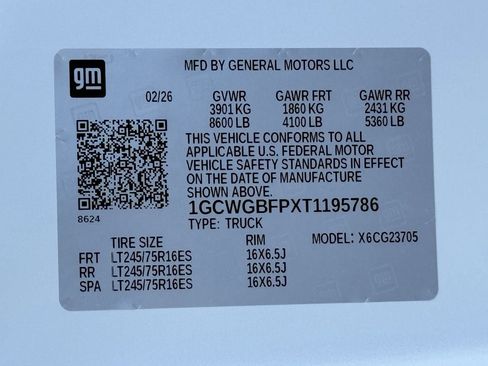 gm
MFD BY GENERAL MOTORS LLC
02/26 GVWR GAWR FRT GAWR RR
3901 KG 1860 KG 2431 KG
8600 LB 4100 LB 5360 LB
THIS VEHICLE CONFORMS TO ALL
APPLICABLE U.S. FEDERAL MOTOR
VEHICLE SAFETY STANDARDS IN EFFECT
ON THE DATE OF MANUFACTURE
SHOWN ABOVE.
8624
1GCWGBFPXT1195786
TYPE: TRUCK
TIRE SIZE RIM MODEL: X6CG23705
FRT LT245/75R16ES 16X6.5J
RR LT245/75R16ES 16X6.5J
SPA LT245/75R16ES 16X6.5J